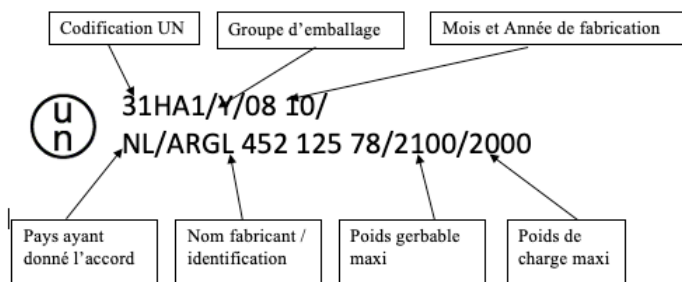 Codification UN
Groupe d'emballage
Mois et Année de fabrication
un
31HA1/Y/08 10/
NL/ARGL 452 125 78/2100/2000
Pays ayant
donné l'accord
Nom fabricant /
identification
Poids gerbable
maxi
Poids de
charge maxi